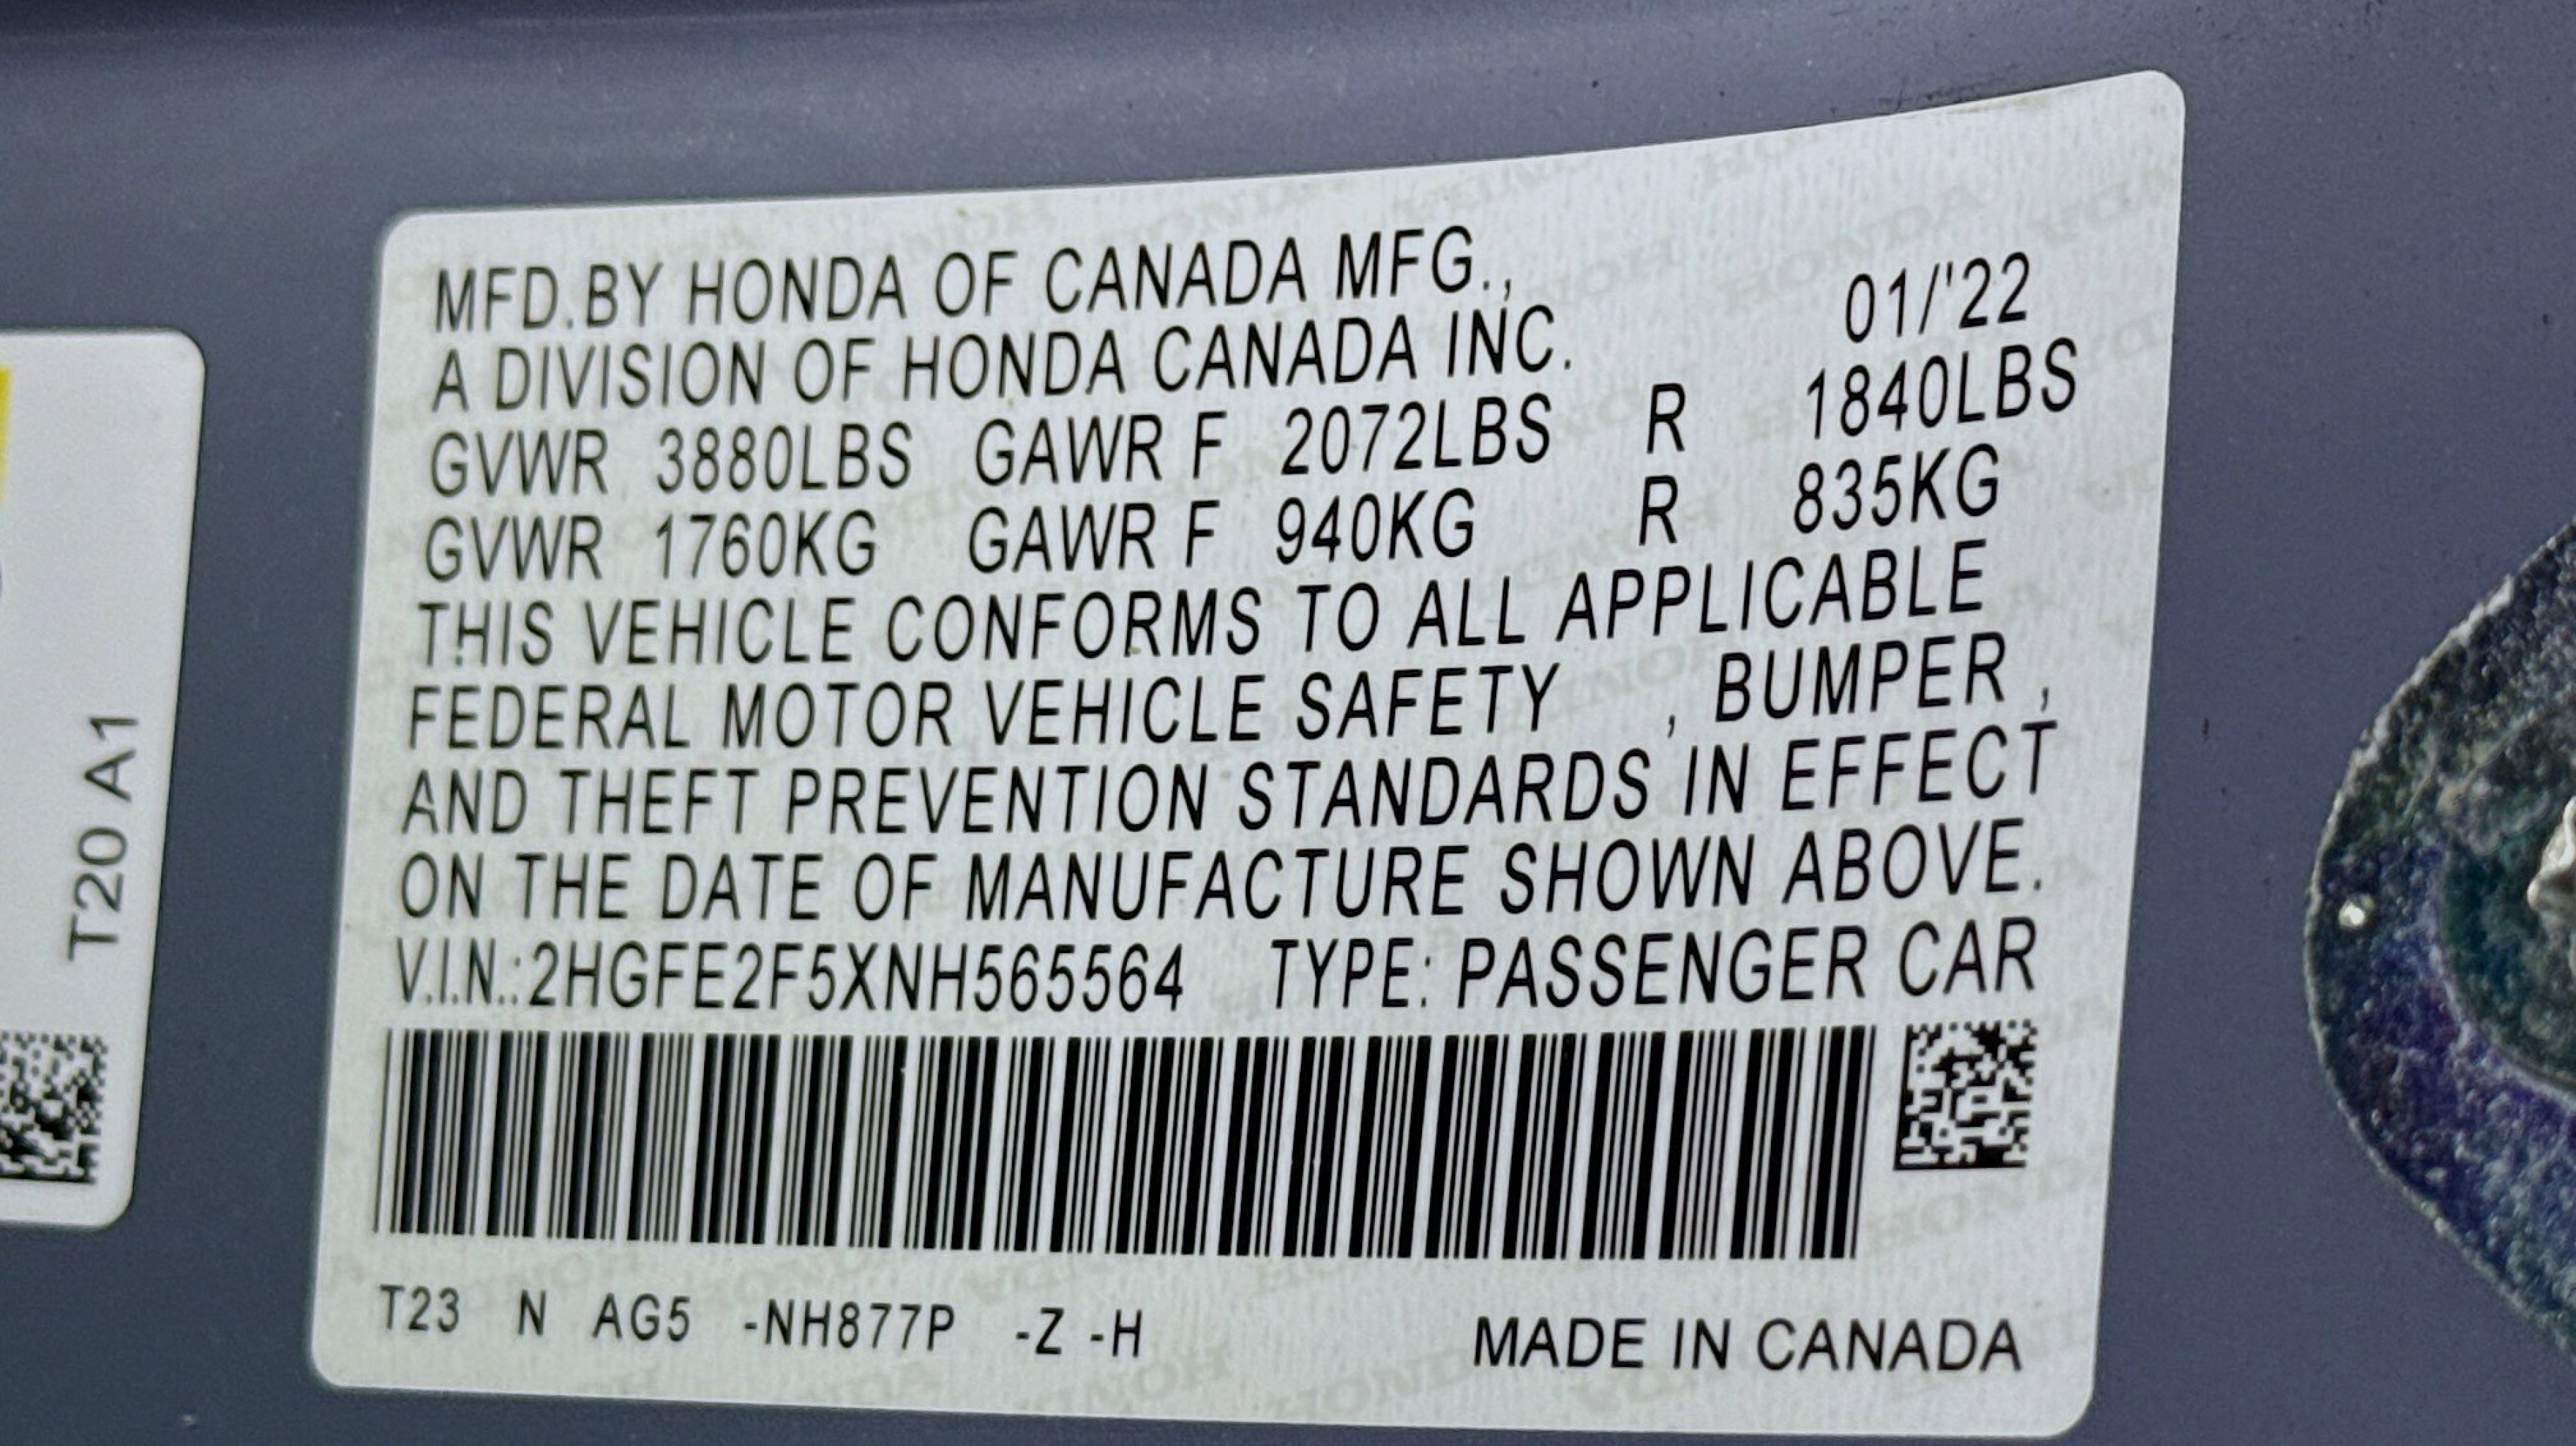 MFD.BY HONDA OF CANADA MFG., 01/'22
A DIVISION OF HONDA CANADA INC.
GVWR 3880LBS GAWR F 2072LBS R 1840LBS
GVWR 1760KG GAWR F 940KG R 835KG
THIS VEHICLE CONFORMS TO ALL APPLICABLE
FEDERAL MOTOR VEHICLE SAFETY , BUMPER ,
AND THEFT PREVENTION STANDARDS IN EFFECT
ON THE DATE OF MANUFACTURE SHOWN ABOVE.
V.I.N.:2HGFE2F5XNH565564 TYPE: PASSENGER CAR
T23 N AG5 -NH877P -Z -H MADE IN CANADA
T20 A1